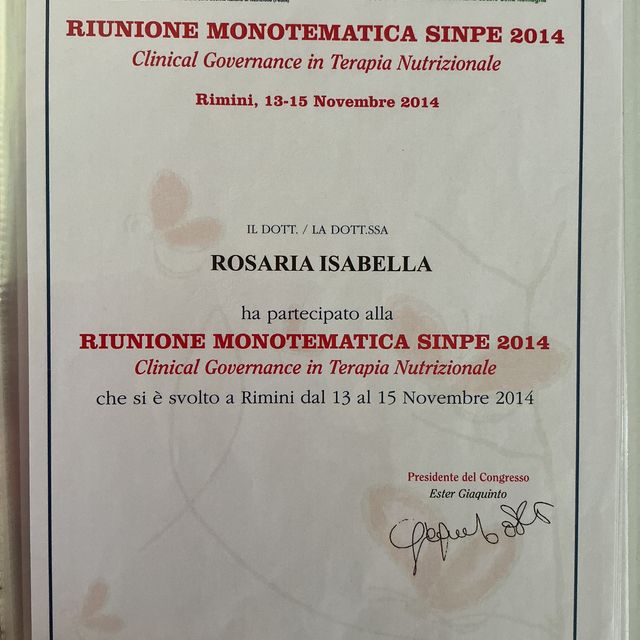 RIUNIONE MONOTEMATICA SINPE 2014
Clinical Governance in Terapia Nutrizionale
Rimini, 13-15 Novembre 2014
IL DOTT. / LA DOTT.SSA
ROSARIA ISABELLA
ha partecipato alla
RIUNIONE MONOTEMATICA SINPE 2014
Clinical Governance in Terapia Nutrizionale
che si è svolto a Rimini dal 13 al 15 Novembre 2014
Presidente del Congresso
Ester Giaquinto